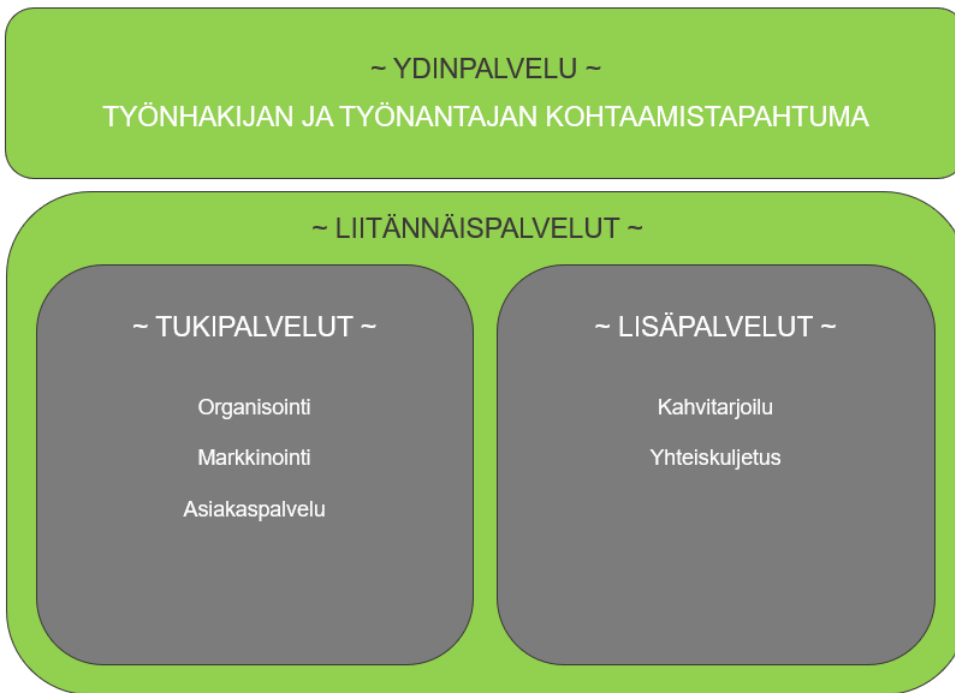 ~ YDINPALVELU ~
TYÖNHAKIJAN JA TYÖNANTAJAN KOHTAAMISTAPAHTUMA
~ LIITÄNNÄISPALVELUT ~
~ TUKIPALVELUT ~
Organisointi
Markkinointi
Asiakaspalvelu
~ LISÄPALVELUT ~
Kahvitarjoilu
Yhteiskuljetus